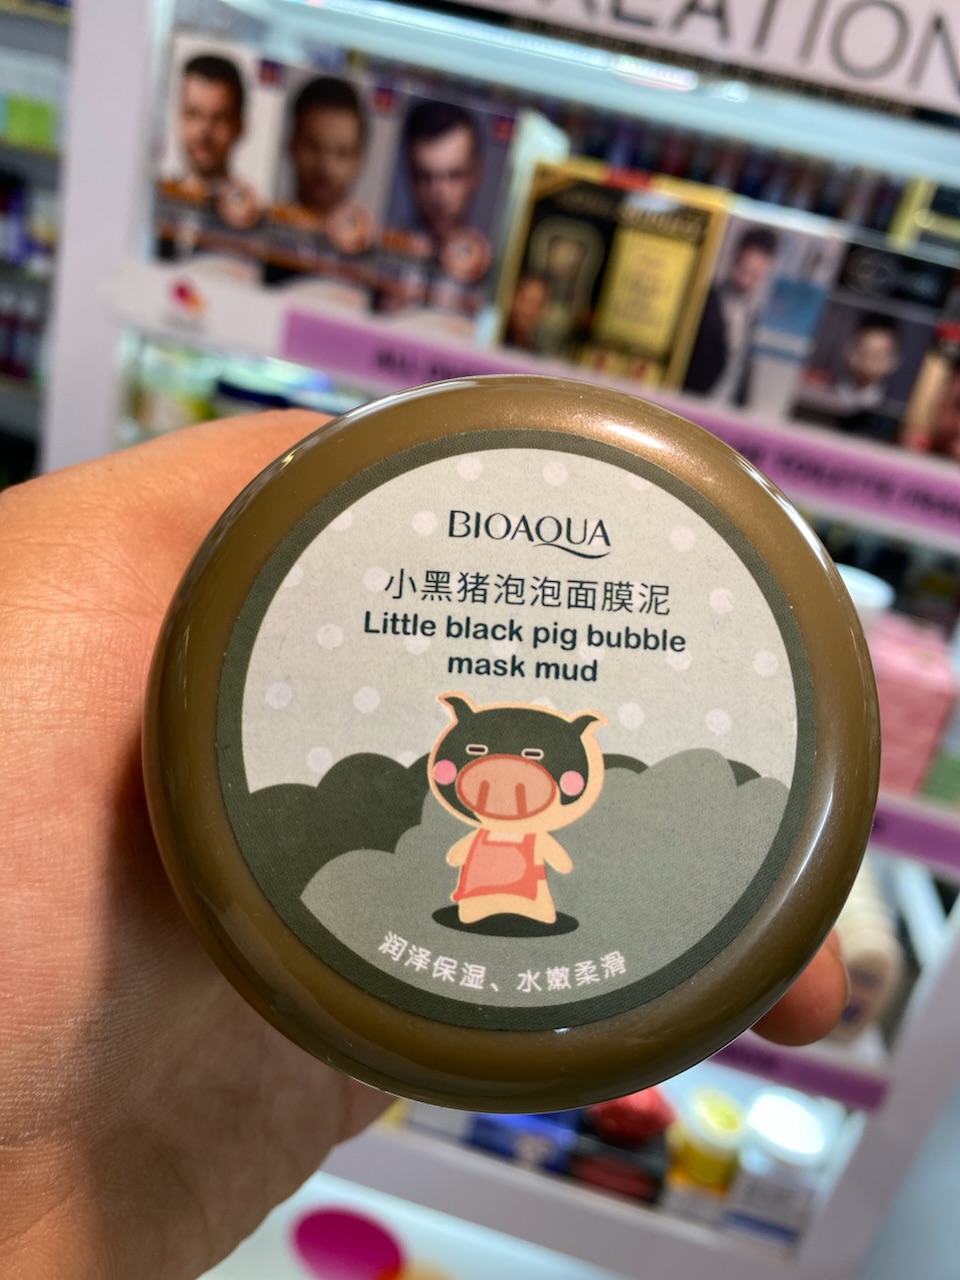 BIOAQUA
小黑猪泡泡面膜泥
Little black pig bubble
mask mud
润泽保湿、水嫩柔滑